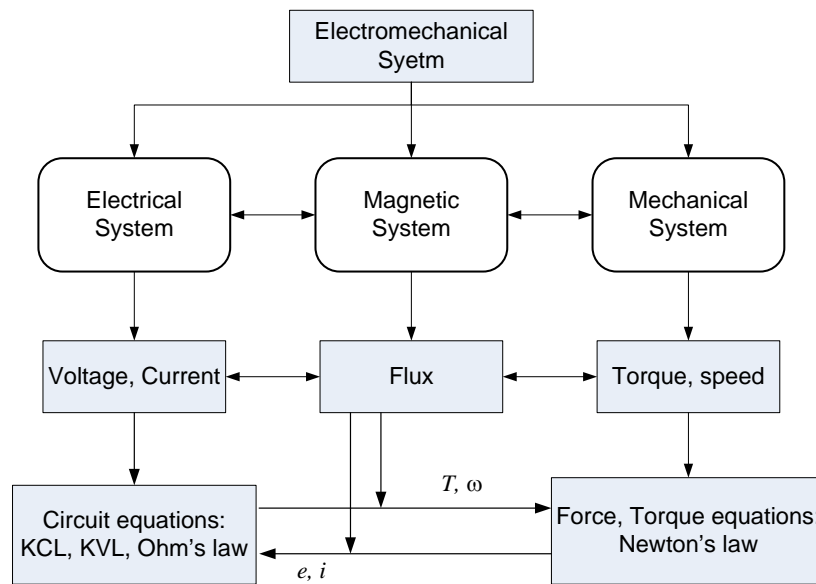 Electromechanical
Syetm
Electrical
System
Magnetic
System
Mechanical
System
Voltage, Current
Flux
Torque, speed
T, ω
Circuit equations:
KCL, KVL, Ohm's law
Force, Torque equations:
Newton's law
e, i